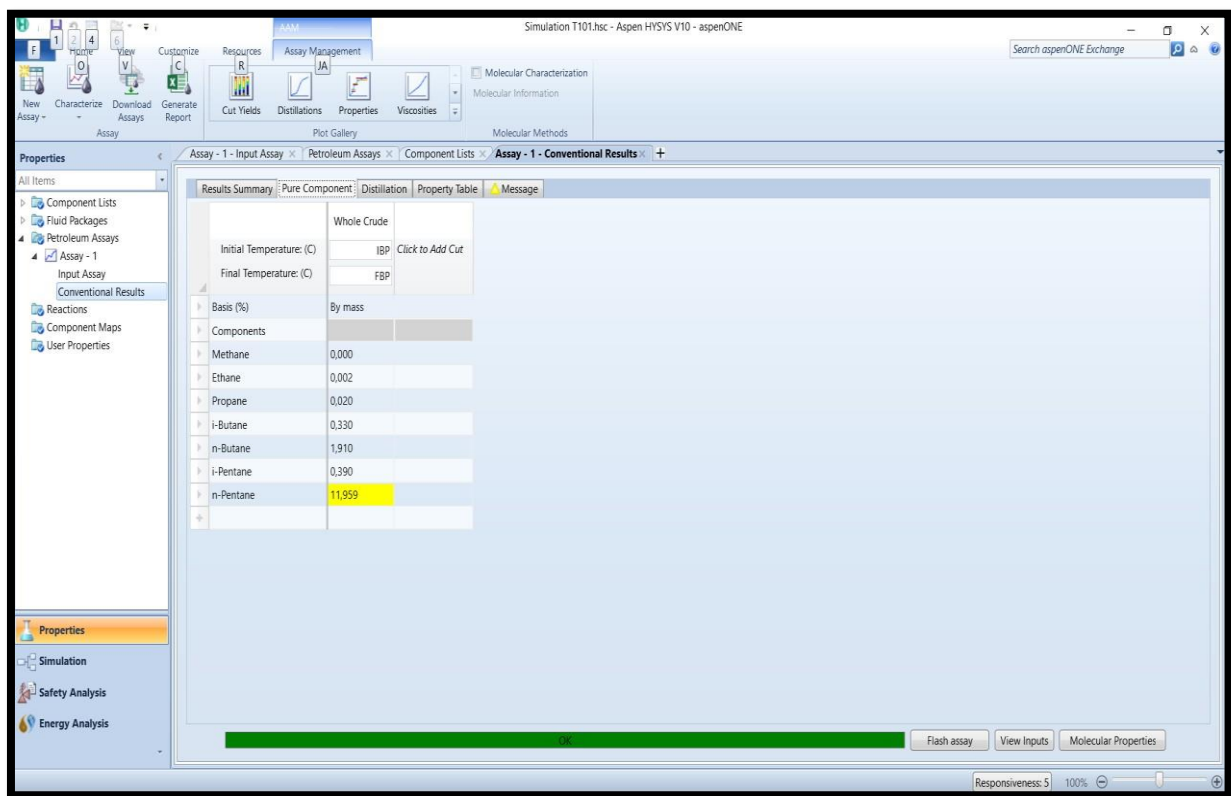 Simulation T101.hsc - Aspen HYSYS V10 - aspenONE
AAM
1 2 4 6
F Home View Customize Resources Assay Management
Search aspenONE Exchange
O V C R JA
New Assay
Characterize
Download Assays
Generate Report
Cut Yields Distillations Properties Viscosities
Molecular Characterization
Molecular Information
Assay Plot Gallery Molecular Methods
Properties
Assay - 1 - Input Assay Petroleum Assays Component Lists Assay - 1 - Conventional Results +
All Items
Component Lists
Fluid Packages
Petroleum Assays
Assay - 1
Input Assay
Conventional Results
Reactions
Component Maps
User Properties
Results Summary Pure Component Distillation Property Table Message
Whole Crude
Initial Temperature: (C) IBP Click to Add Cut
Final Temperature: (C) FBP
Basis (%) By mass
Components
Methane 0,000
Ethane 0,002
Propane 0,020
i-Butane 0,330
n-Butane 1,910
i-Pentane 0,390
n-Pentane 11,959
Properties
Simulation
Safety Analysis
Energy Analysis
OK
Flash assay View Inputs Molecular Properties
Responsiveness: 5 100%